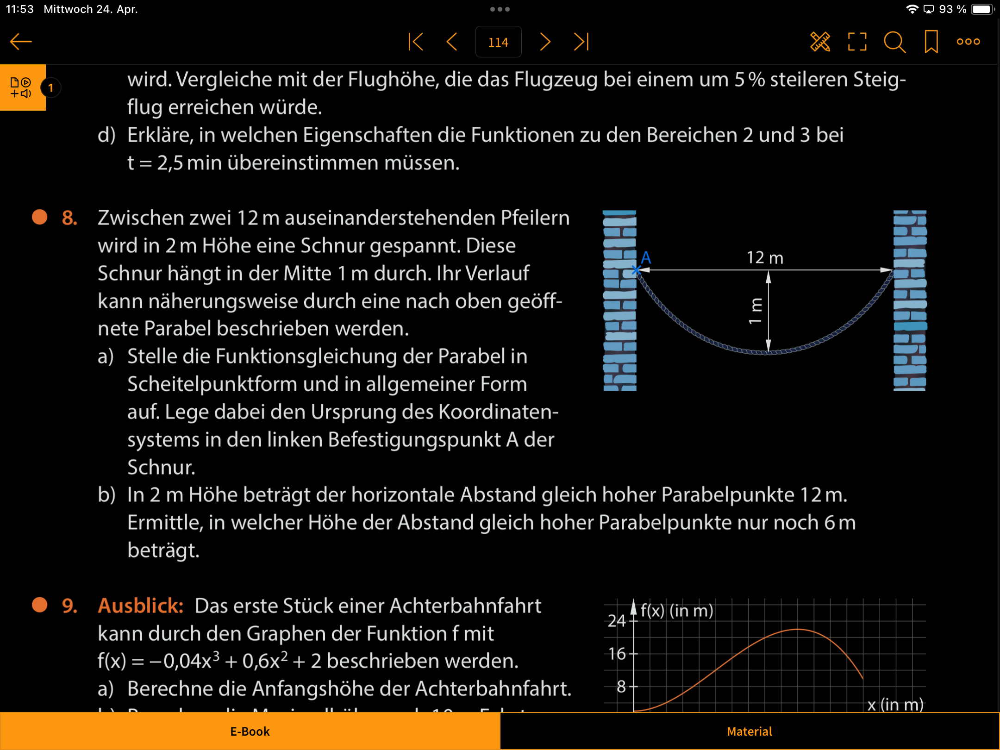 11:53 Mittwoch 24. Apr.
93 %
114
1
wird. Vergleiche mit der Flughöhe, die das Flugzeug bei einem um 5 % steileren Steig-
flug erreichen würde.
d) Erkläre, in welchen Eigenschaften die Funktionen zu den Bereichen 2 und 3 bei
t = 2,5 min übereinstimmen müssen.
8. Zwischen zwei 12 m auseinanderstehenden Pfeilern
wird in 2 m Höhe eine Schnur gespannt. Diese
Schnur hängt in der Mitte 1 m durch. Ihr Verlauf
kann näherungsweise durch eine nach oben geöff-
nete Parabel beschrieben werden.
a) Stelle die Funktionsgleichung der Parabel in
Scheitelpunktform und in allgemeiner Form
auf. Lege dabei den Ursprung des Koordinaten-
systems in den linken Befestigungspunkt A der
Schnur.
A
12 m
1 m
b) In 2 m Höhe beträgt der horizontale Abstand gleich hoher Parabelpunkte 12 m.
Ermittle, in welcher Höhe der Abstand gleich hoher Parabelpunkte nur noch 6 m
beträgt.
9. Ausblick: Das erste Stück einer Achterbahnfahrt
kann durch den Graphen der Funktion f mit
f(x) = −0,04x³ + 0,6x² + 2 beschrieben werden.
a) Berechne die Anfangshöhe der Achterbahnfahrt.
f(x) (in m)
24
16
8
x (in m)
E-Book
Material